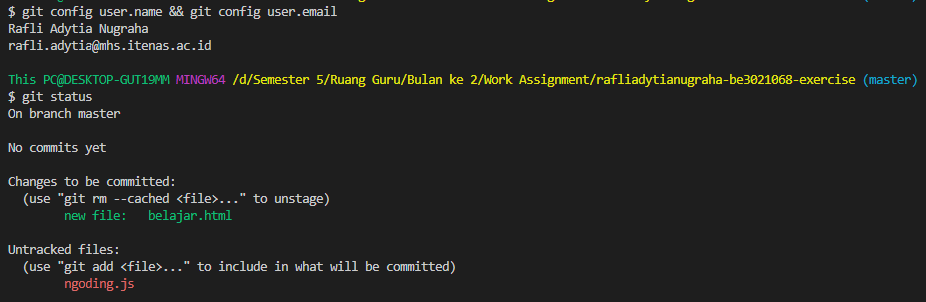 $ git config user.name && git config user.email
Rafli Adytia Nugraha
rafli.adytia@mhs.itenas.ac.id
This PC@DESKTOP-GUT19MM MINGW64 /d/Semester 5/Ruang Guru/Bulan ke 2/Work Assignment/rafliadytianugraha-be3021068-exercise (master)
$ git status
On branch master
No commits yet
Changes to be committed:
  (use "git rm --cached <file>..." to unstage)
        new file:   belajar.html
Untracked files:
  (use "git add <file>..." to include in what will be committed)
        ngoding.js